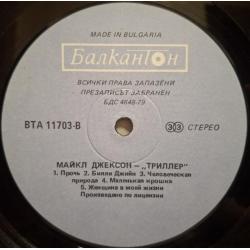 MADE IN BULGARIA
Балкантон
ВСИЧКИ ПРАВА ЗАПАЗЕНИ
ПРЕЗАПИСЪТ ЗАБРАНЕН
БДС 4848-79
ВТА 11703-В
33 СТЕРЕО
МАЙКЛ ДЖЕКСОН – „ТРИЛЛЕР"
1. Прочь 2. Билли Джийн 3. Человеческая
природа 4. Маленькая крошка
5. Женщина в моей жизни
Произведено по лицензии